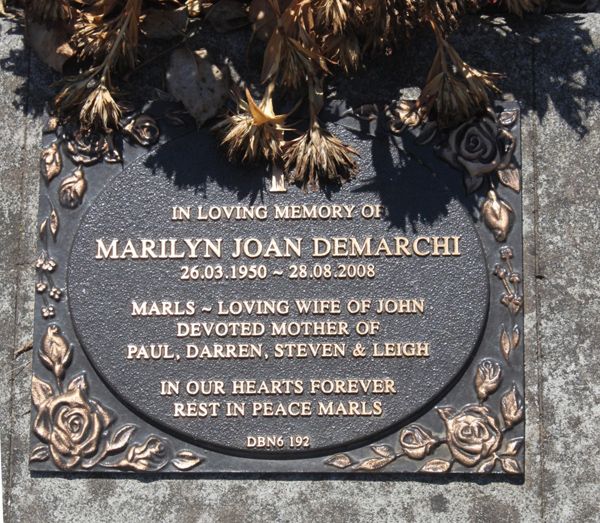 IN LOVING MEMORY OF
MARILYN JOAN DEMARCHI
26.03.1950 ~ 28.08.2008
MARLS ~ LOVING WIFE OF JOHN
DEVOTED MOTHER OF
PAUL, DARREN, STEVEN & LEIGH
IN OUR HEARTS FOREVER
REST IN PEACE MARLS
DBN6 192